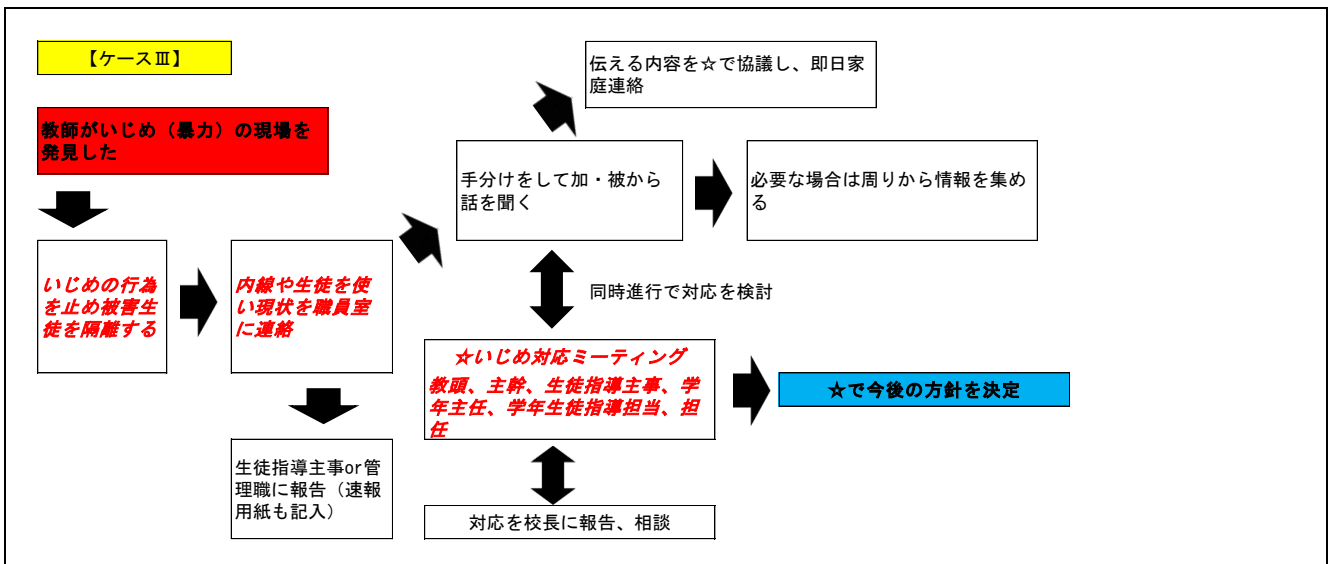 【ケースⅢ】
教師がいじめ（暴力）の現場を
発見した
いじめの行為
を止め被害生
徒を隔離する
内線や生徒を使
い現状を職員室
に連絡
生徒指導主事or管
理職に報告（速報
用紙も記入）
伝える内容を☆で協議し、即日家
庭連絡
手分けをして加・被から
話を聞く
必要な場合は周りから情報を集め
る
同時進行で対応を検討
☆いじめ対応ミーティング
教頭、主幹、生徒指導主事、学
年主任、学年生徒指導担当、担
任
☆で今後の方針を決定
対応を校長に報告、相談